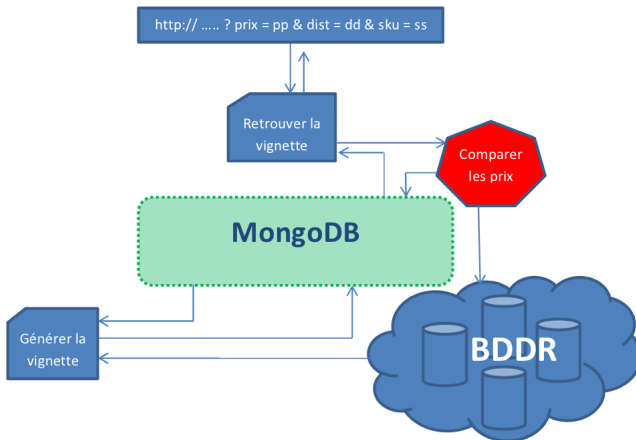 http:// ..... ? prix = pp & dist = dd & sku = ss
Retrouver la
vignette
Comparer
les prix
MongoDB
Générer la
vignette
BDDR